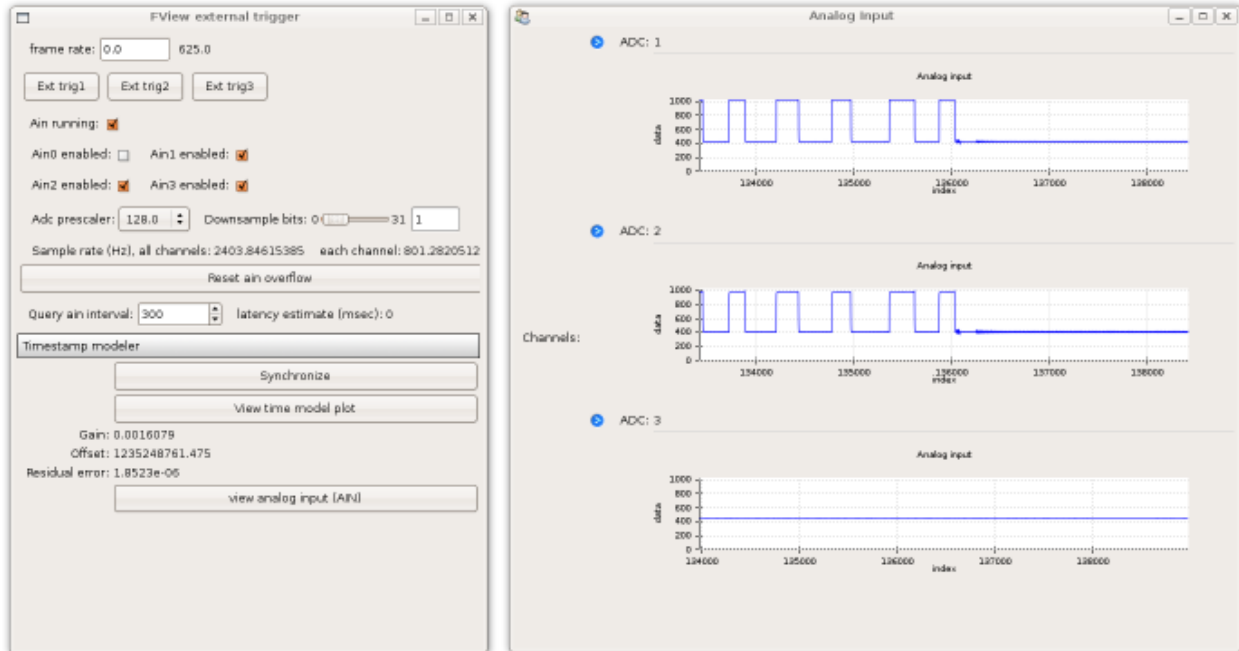 FView external trigger
frame rate: 0.0 625.0
Ext trig1 Ext trig2 Ext trig3
Ain running:
Ain0 enabled: Ain1 enabled:
Ain2 enabled: Ain3 enabled:
Adc prescaler: 128.0 Downsample bits: 0 31 1
Sample rate (Hz), all channels: 2403.84615385 each channel: 801.2820512
Reset ain overflow
Query ain interval: 300 latency estimate (msec): 0
Timestamp modeler
Synchronize
View time model plot
Gain: 0.0016079
Offset: 1235248761.475
Residual error: 1.8523e-06
view analog input (AIN)
Analog Input
Channels:
ADC: 1
Analog input
1000
800
600
400
200
0
data
134000 135000 136000 137000 138000
index
ADC: 2
Analog input
1000
800
600
400
200
0
data
134000 135000 136000 137000 138000
index
ADC: 3
Analog input
1000
800
600
400
200
0
data
134000 135000 136000 137000 138000
index